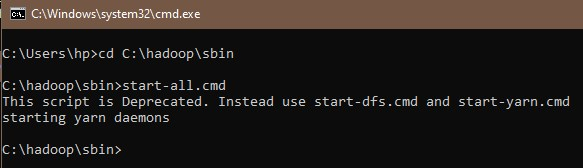 C:\Windows\system32\cmd.exe
C:\Users\hp>cd C:\hadoop\sbin
C:\hadoop\sbin>start-all.cmd
This script is Deprecated. Instead use start-dfs.cmd and start-yarn.cmd
starting yarn daemons
C:\hadoop\sbin>